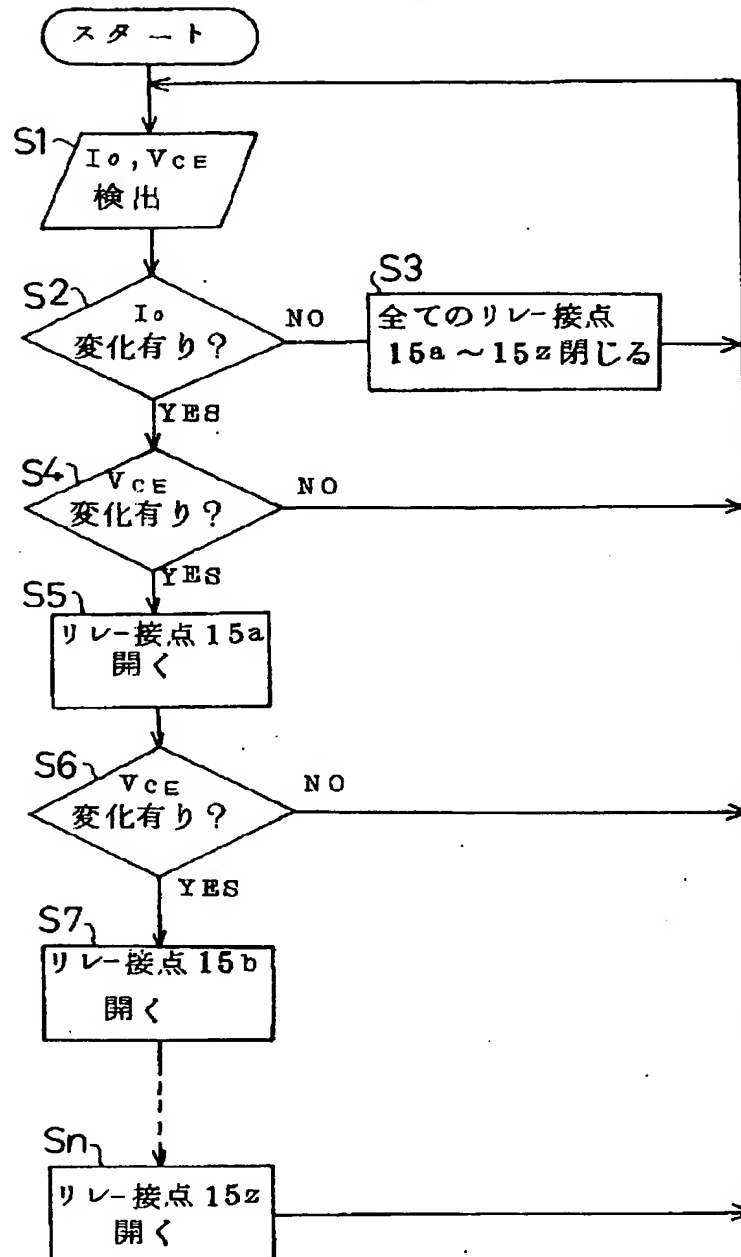 スタート
S1
Io, VCE
検出
S2
Io
変化有り?
NO
S3
全てのリレー接点
15a～15z閉じる
YES
S4
VCE
変化有り?
NO
YES
S5
リレー接点15a
開く
S6
VCE
変化有り?
NO
YES
S7
リレー接点15b
開く
Sn
リレー接点15z
開く